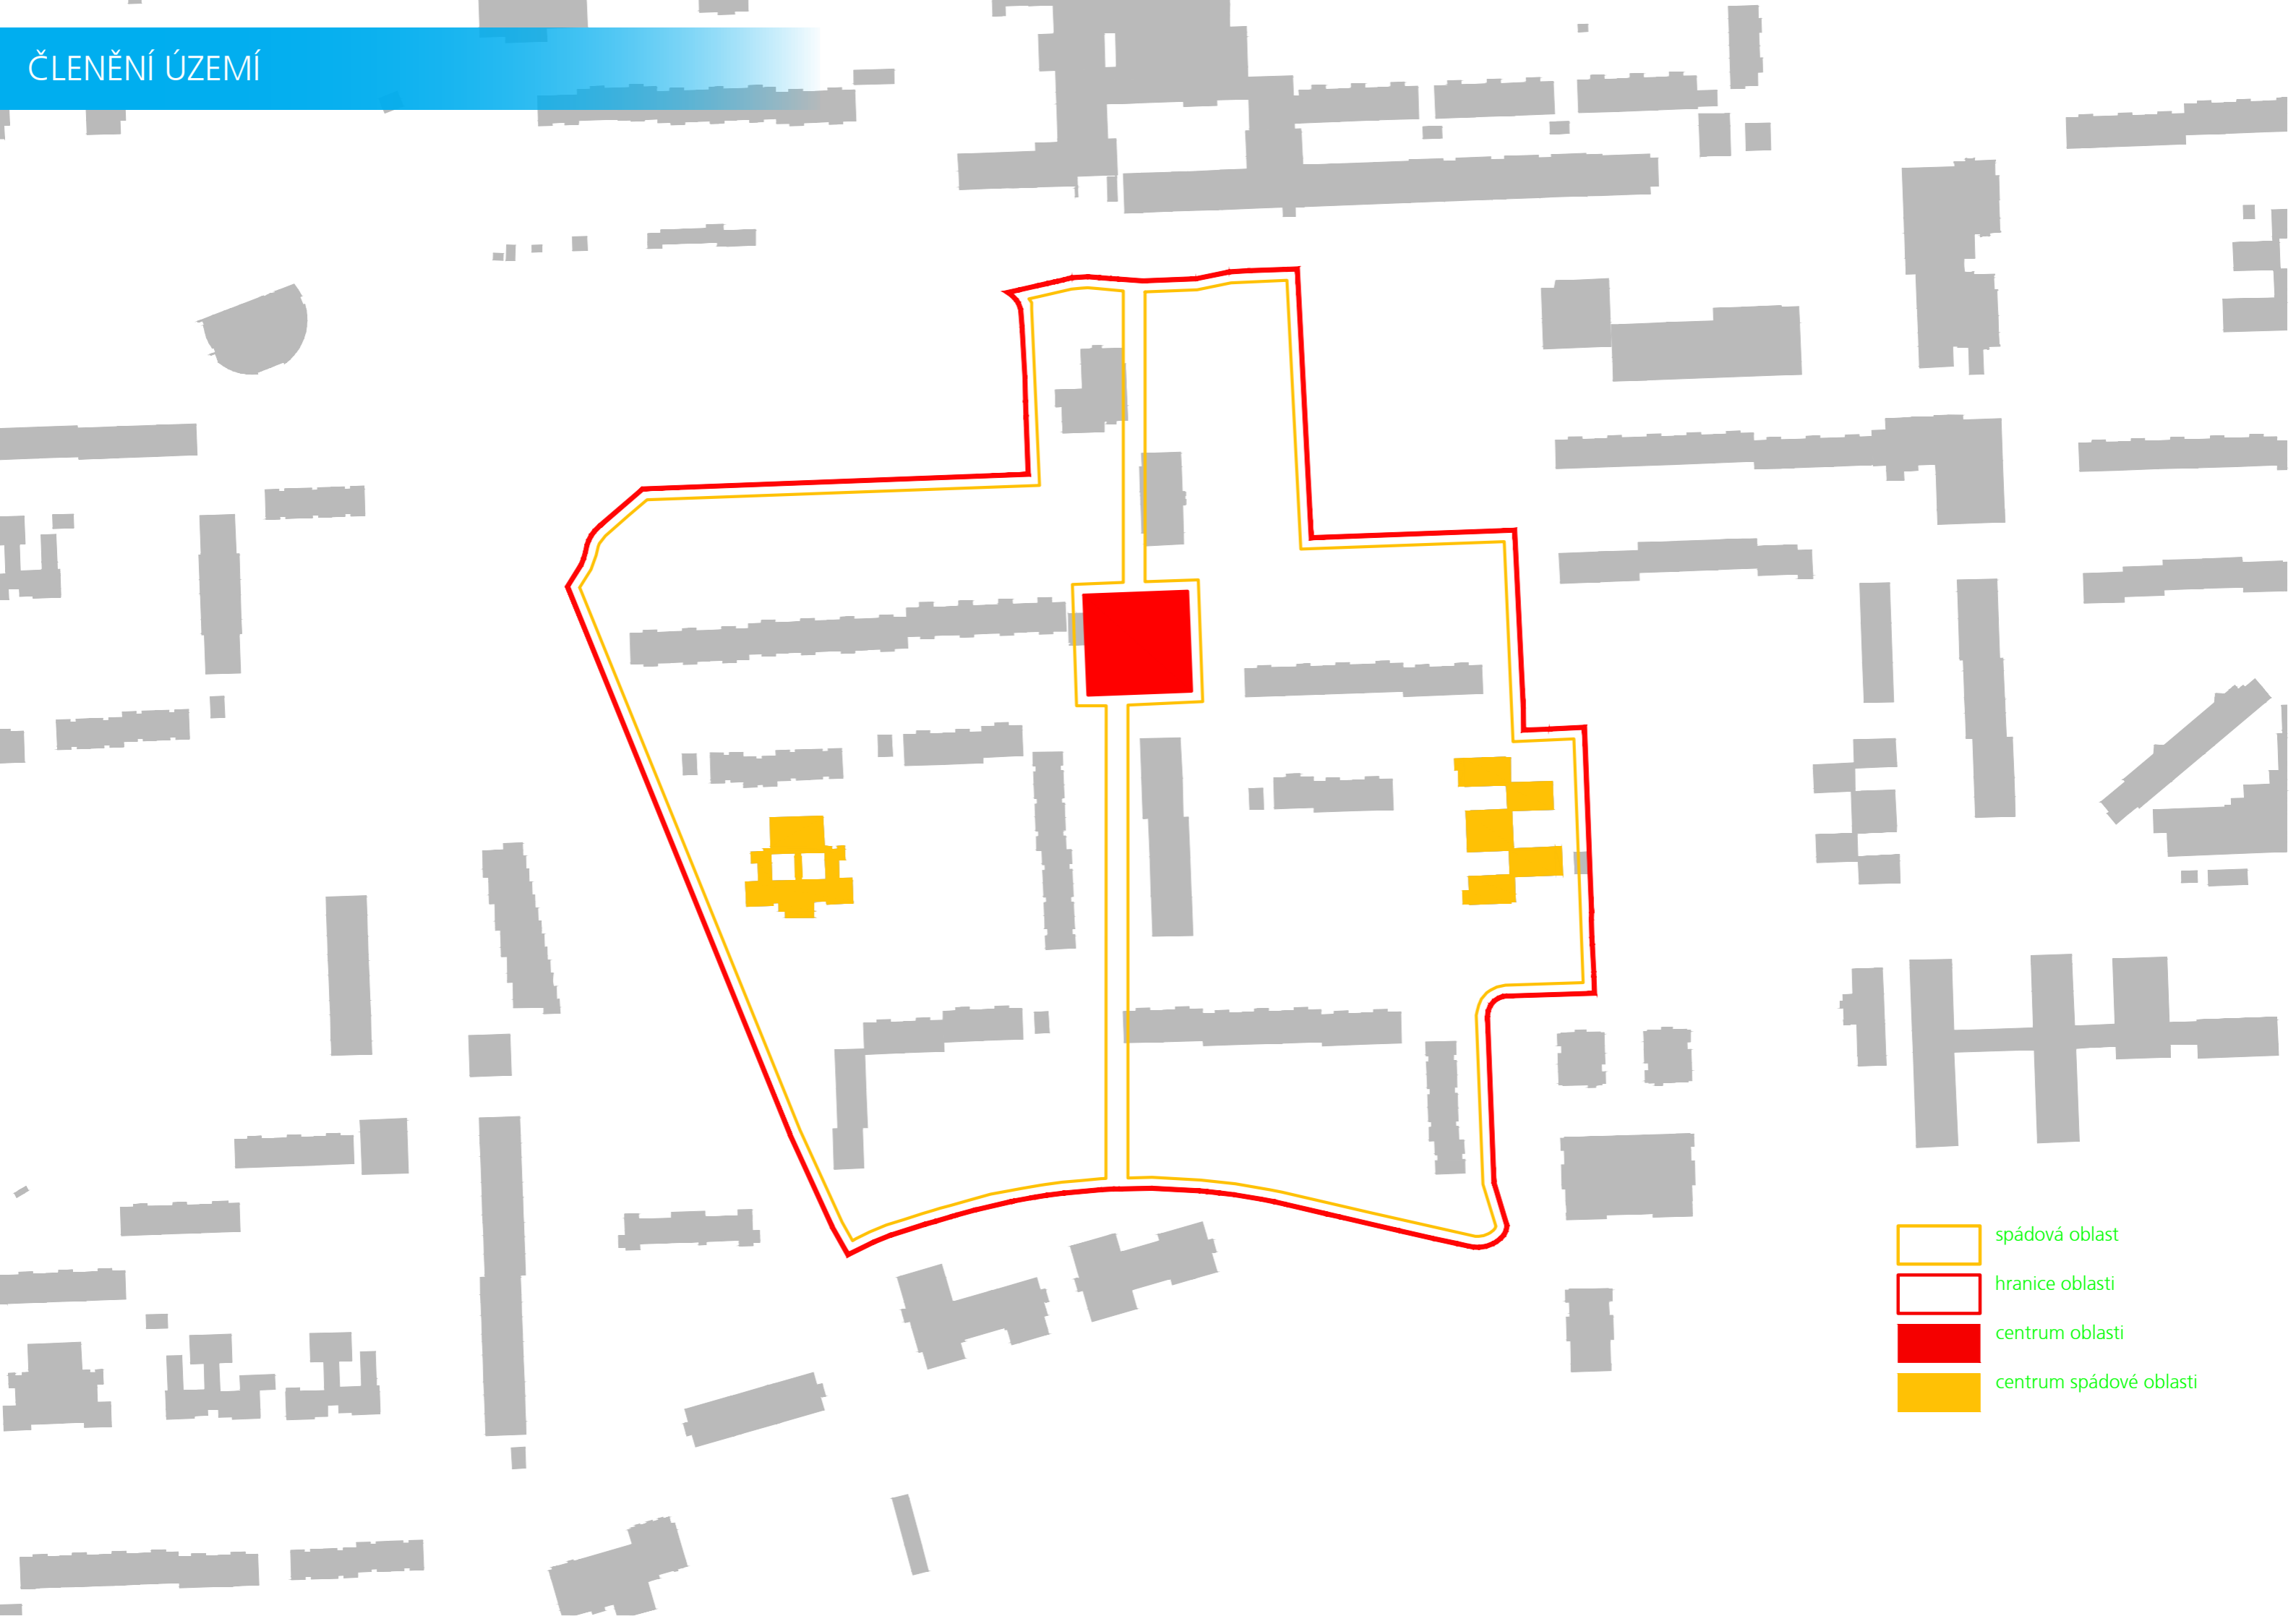 ČLENĚNÍ ÚZEMÍ
spádová oblast
hranice oblasti
centrum oblasti
centrum spádové oblasti